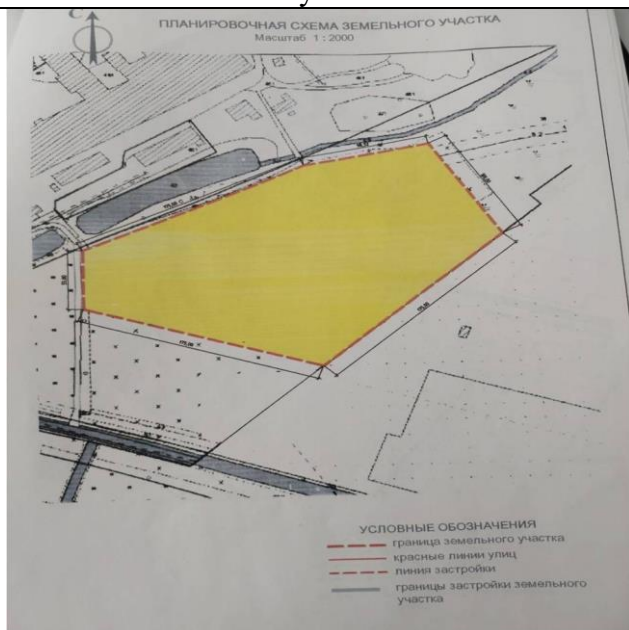 С
ПЛАНИРОВОЧНАЯ СХЕМА ЗЕМЕЛЬНОГО УЧАСТКА
Масштаб 1 : 2000
УСЛОВНЫЕ ОБОЗНАЧЕНИЯ
граница земельного участка
красные линии улиц
линия застройки
границы застройки земельного
участка